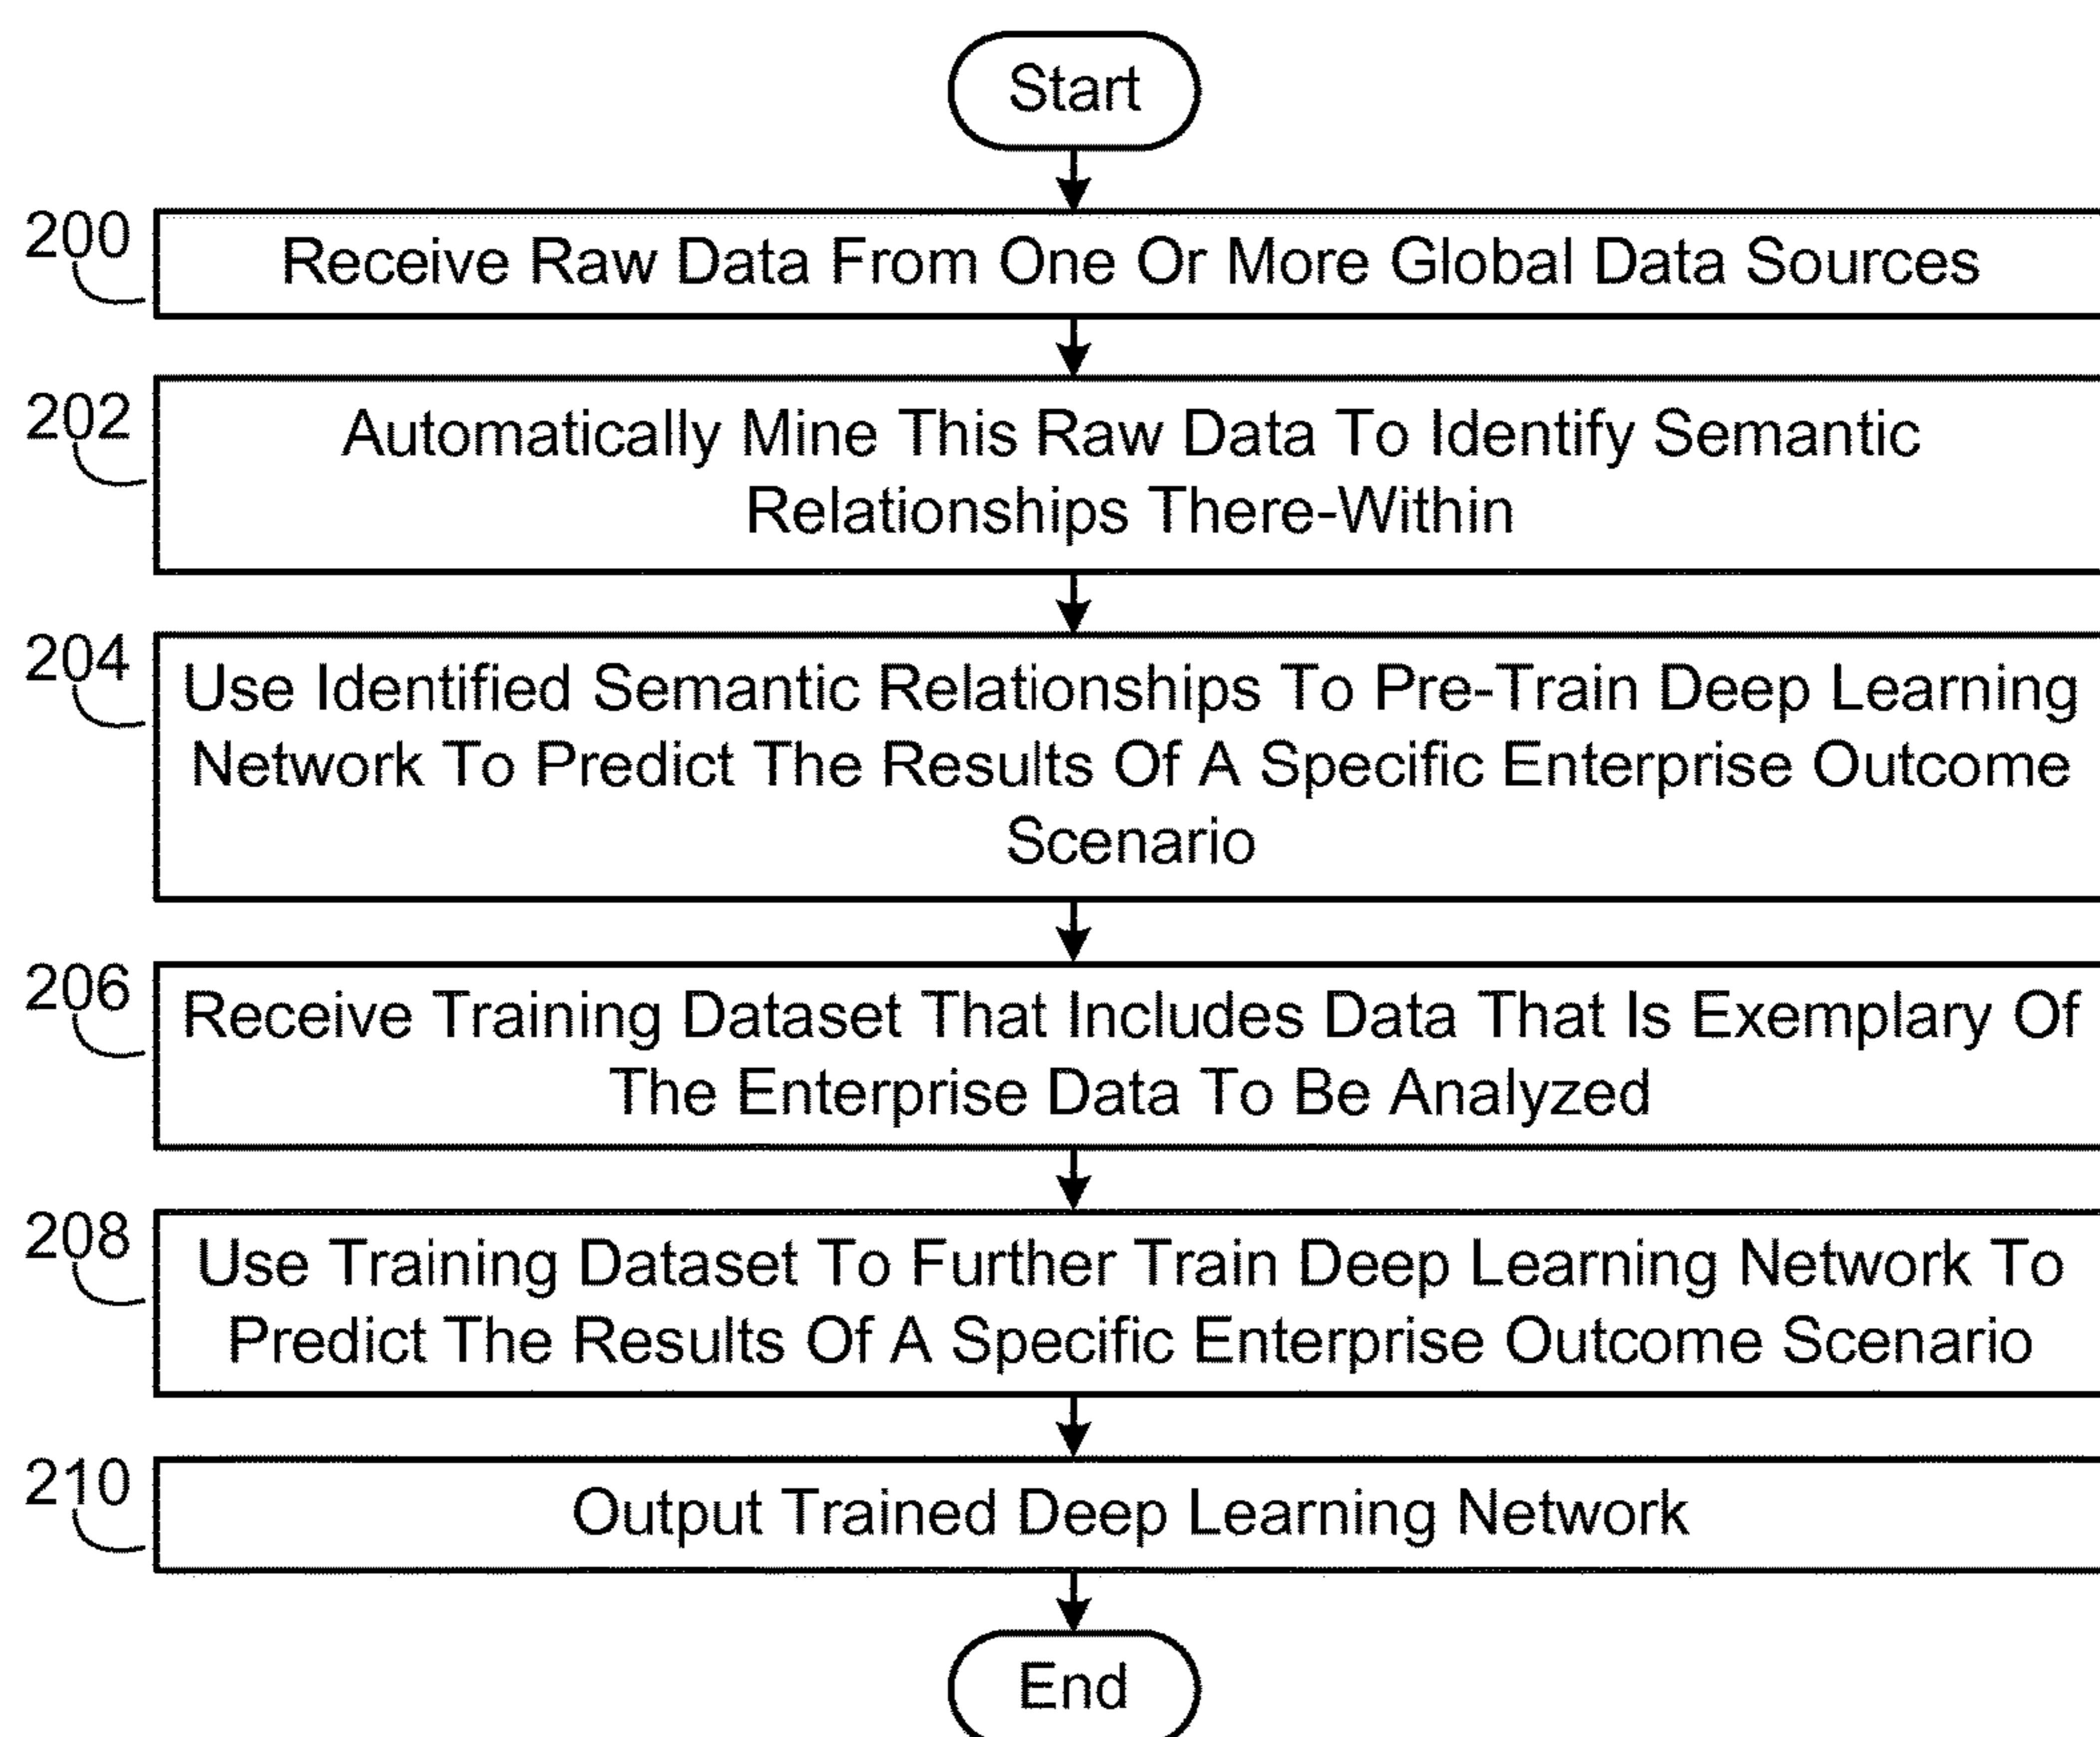 Start
200
Receive Raw Data From One Or More Global Data Sources
202
Automatically Mine This Raw Data To Identify Semantic
Relationships There-Within
204
Use Identified Semantic Relationships To Pre-Train Deep Learning
Network To Predict The Results Of A Specific Enterprise Outcome
Scenario
206
Receive Training Dataset That Includes Data That Is Exemplary Of
The Enterprise Data To Be Analyzed
208
Use Training Dataset To Further Train Deep Learning Network To
Predict The Results Of A Specific Enterprise Outcome Scenario
210
Output Trained Deep Learning Network
End